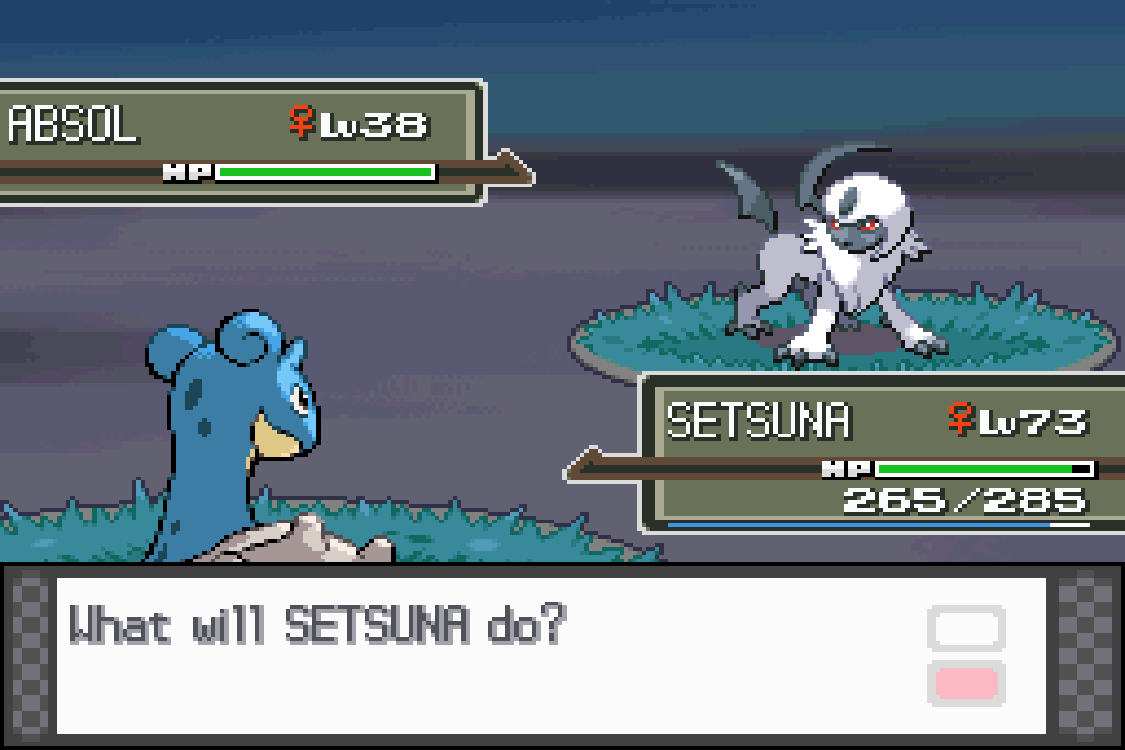 ABSOL ♀Lv38
HP
SETSUNA ♀Lv73
HP
265/285
What will SETSUNA do?